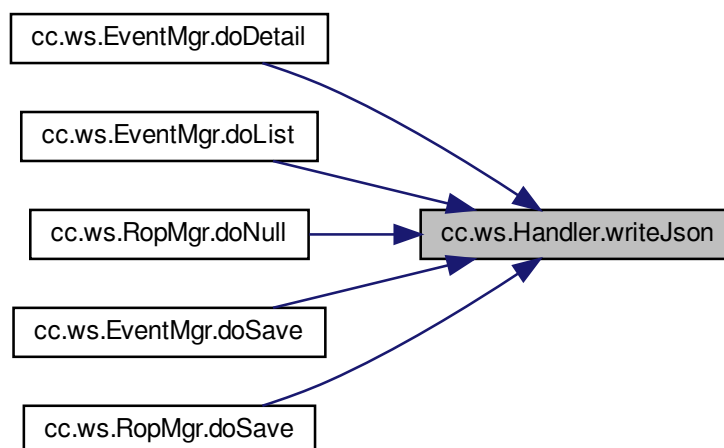 cc.ws.EventMgr.doDetail
cc.ws.EventMgr.doList
cc.ws.RopMgr.doNull
cc.ws.Handler.writeJson
cc.ws.EventMgr.doSave
cc.ws.RopMgr.doSave